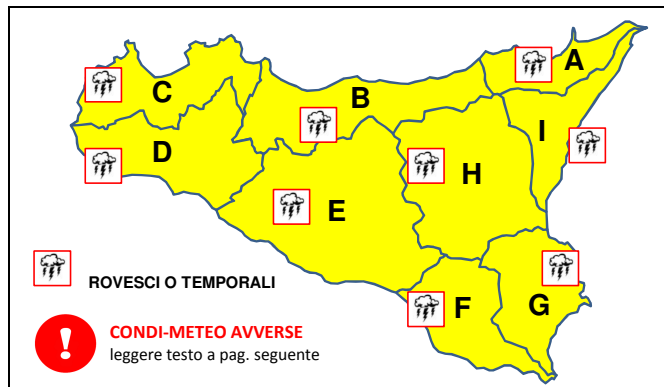 A
C
B
I
D
H
E
ROVESCI O TEMPORALI
F
G
!
CONDI-METEO AVVERSE
leggere testo a pag. seguente